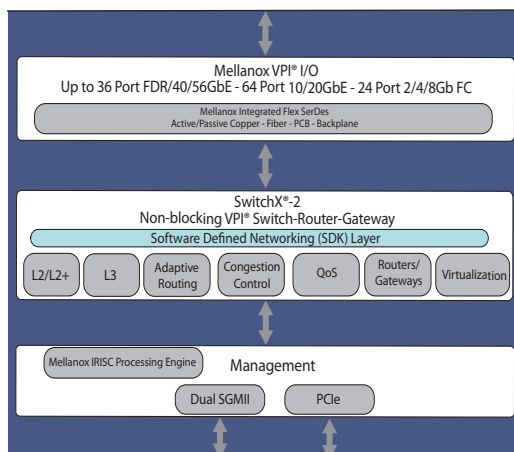 Mellanox VPI® I/O
Up to 36 Port FDR/40/56GbE - 64 Port 10/20GbE - 24 Port 2/4/8Gb FC
Mellanox Integrated Flex SerDes
Active/Passive Copper - Fiber - PCB - Backplane
SwitchX®-2
Non-blocking VPI® Switch-Router-Gateway
Software Defined Networking (SDK) Layer
L2/L2+
L3
Adaptive
Routing
Congestion
Control
QoS
Routers/
Gateways
Virtualization
Mellanox IRISC Processing Engine
Management
Dual SGMII
PCIe